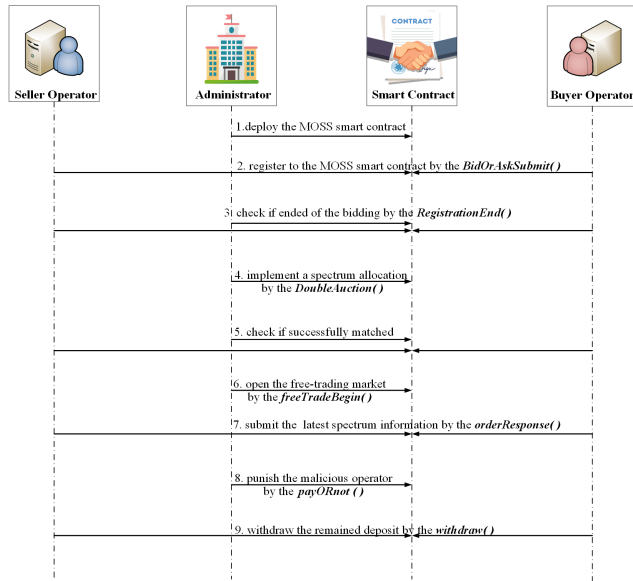 CONTRACT
Sign
Seller Operator
Administrator
Smart Contract
Buyer Operator
1.deploy the MOSS smart contract
2. register to the MOSS smart contract by the BidOrAskSubmit( )
3 check if ended of the bidding by the RegistrationEnd( )
4. implement a spectrum allocation
by the DoubleAuction( )
5. check if successfully matched
6. open the free-trading market
by the freeTradeBegin( )
7. submit the latest spectrum information by the orderResponse( )
8. punish the malicious operator
by the payORnot ( )
9. withdraw the remained deposit by the withdraw( )